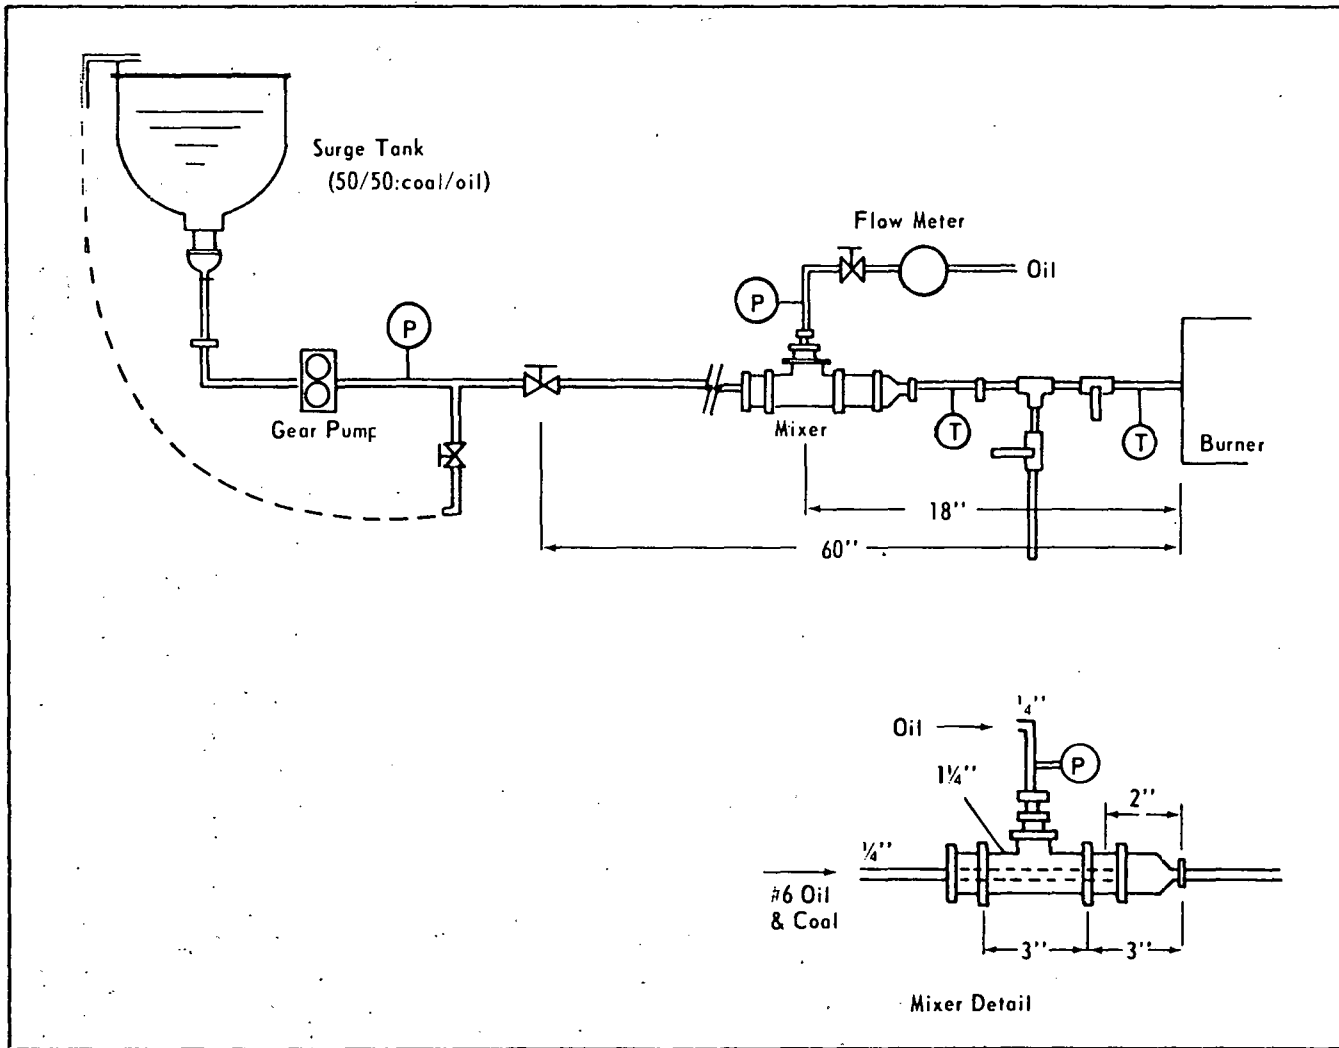 Surge Tank
(50/50:coal/oil)
Flow Meter
Oil
P
P
Gear Pump
Mixer
T
T
Burner
18''
60''
¼''
Oil
P
1¼''
2''
¼''
#6 Oil
& Coal
3''
3''
Mixer Detail